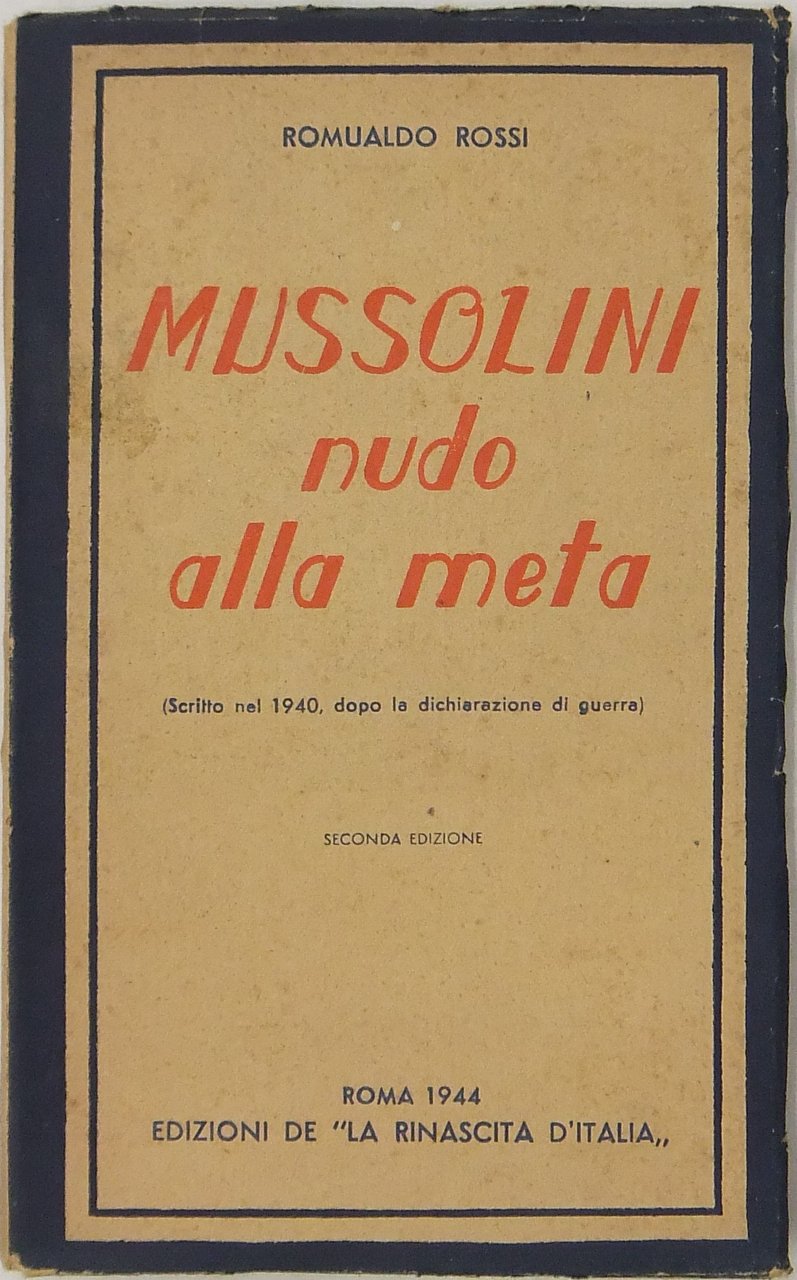 ROMUALDO ROSSI
MUSSOLINI
nudo
alla meta
(Scritto nel 1940, dopo la dichiarazione di guerra)
SECONDA EDIZIONE
ROMA 1944
EDIZIONI DE "LA RINASCITA D'ITALIA„